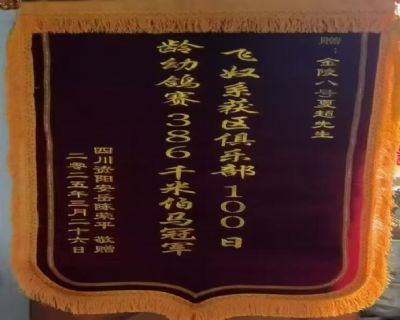 赠：金陵八号夏超先生
飞奴系获区俱乐部100日
龄幼鸽赛386千米伯马冠军
四川资阳安岳陈荣平 敬赠
二零二五年三月二十六日